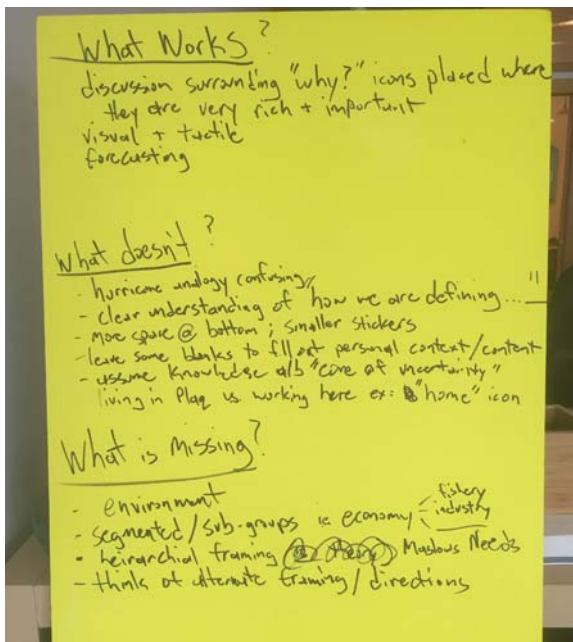 What Works?
discussion surrounding "why?" icons placed where
they are very rich + important
visual + tactile
forecasting
What doesn't?
- hurricane analogy confusing
- clear understanding of how we are defining...."__"
- more space @ bottom ; smaller stickers
- leave some blanks to fill out personal context/content
- assume knowledge a/b "cone of uncertainty"
living in Plaq vs working here ex: "home" icon
What is missing?
- environment
- segmented/sub-groups ie economy - fishery
- industry
- heirarchial framing Maslows Needs
- think of alternate framing/directions